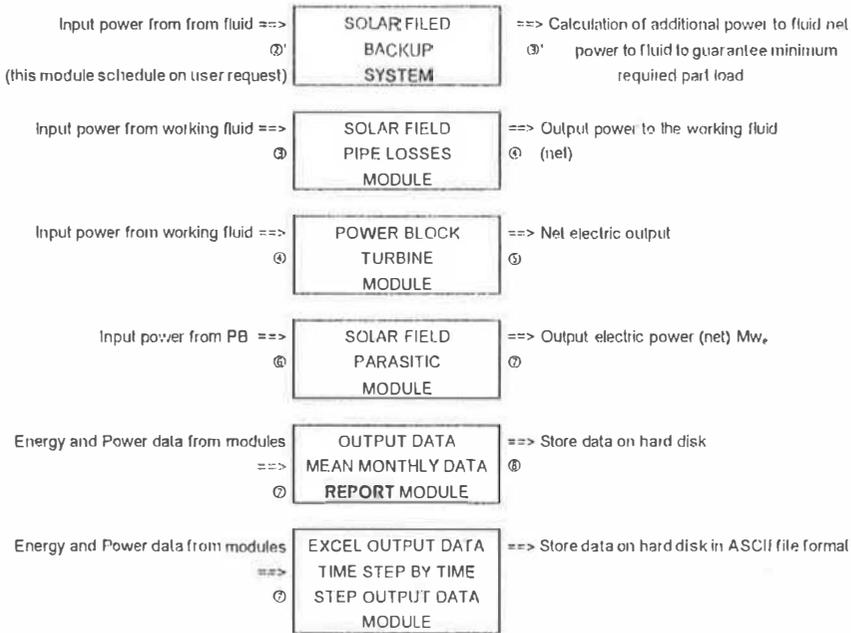 Input power from from fluid ==> SOLAR FILED ==> Calculation of additional power to fluid net
②' BACKUP ③' power to fluid to guarantee minimum
(this module schedule on user request) SYSTEM required part load
Input power from working fluid ==> SOLAR FIELD ==> Output power to the working fluid
③ PIPE LOSSES ④ (net)
MODULE
Input power from working fluid ==> POWER BLOCK ==> Net electric output
④ TURBINE ⑤
MODULE
Input power from PB ==> SOLAR FIELD ==> Output electric power (net) Mwₑ
⑥ PARASITIC ⑦
MODULE
Energy and Power data from modules OUTPUT DATA ==> Store data on hard disk
==> MEAN MONTHLY DATA ⑧
⑦ REPORT MODULE
Energy and Power data from modules EXCEL OUTPUT DATA ==> Store data on hard disk in ASCII file format
==> TIME STEP BY TIME
⑦ STEP OUTPUT DATA
MODULE